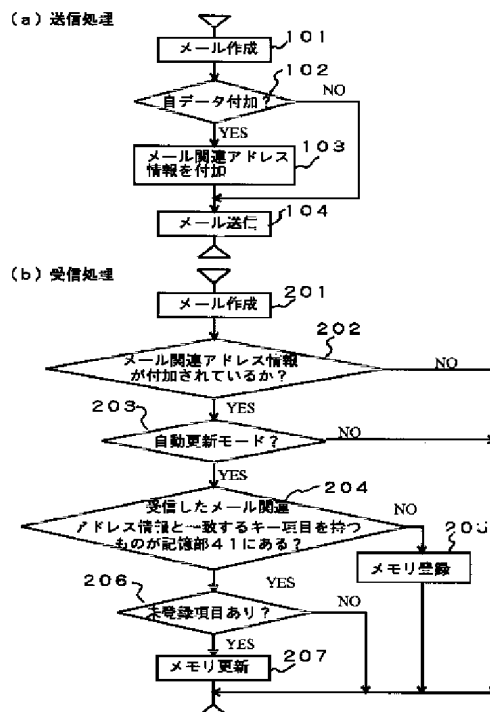 (a)送信処理
メール作成
101
自データ付加?
102
NO
YES
メール関連アドレス
情報を付加
103
メール送信
104
(b)受信処理
メール作成
201
202
メール関連アドレス情報
が付加されているか?
NO
YES
203
自動更新モード?
NO
YES
204
受信したメール関連
アドレス情報と一致するキー項目を持つ
ものが記憶部41にある?
NO
メモリ登録
YES
206
未登録項目あり?
NO
YES
メモリ更新
207